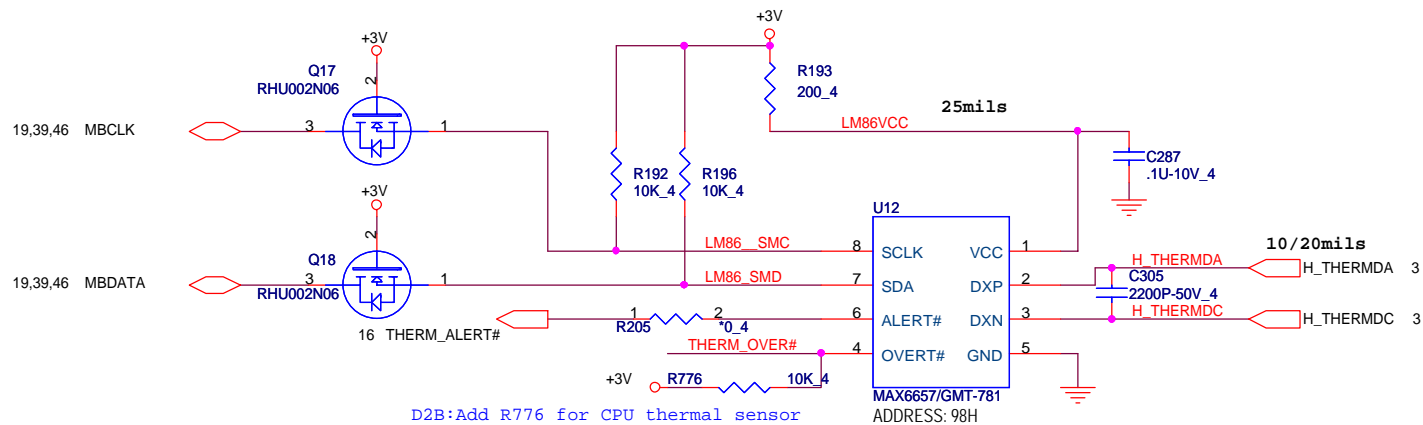 +3V
+3V
Q17
RHU002N06
2
R193
200_4
25mils
19,39,46 MBCLK
3
1
LM86VCC
C287
.1U-10V_4
R192
10K_4
R196
10K_4
+3V
2
U12
Q18
RHU002N06
LM86__SMC
8
SCLK
VCC
1
10/20mils
H_THERMDA
H_THERMDA 3
19,39,46 MBDATA
3
1
LM86_SMD
7
SDA
DXP
2
C305
2200P-50V_4
16 THERM_ALERT#
1
R205
2
*0_4
6
ALERT#
DXN
3
H_THERMDC
H_THERMDC 3
THERM_OVER#
4
OVERT#
GND
5
+3V
R776
10K_4
MAX6657/GMT-781
D2B:Add R776 for CPU thermal sensor
ADDRESS: 98H